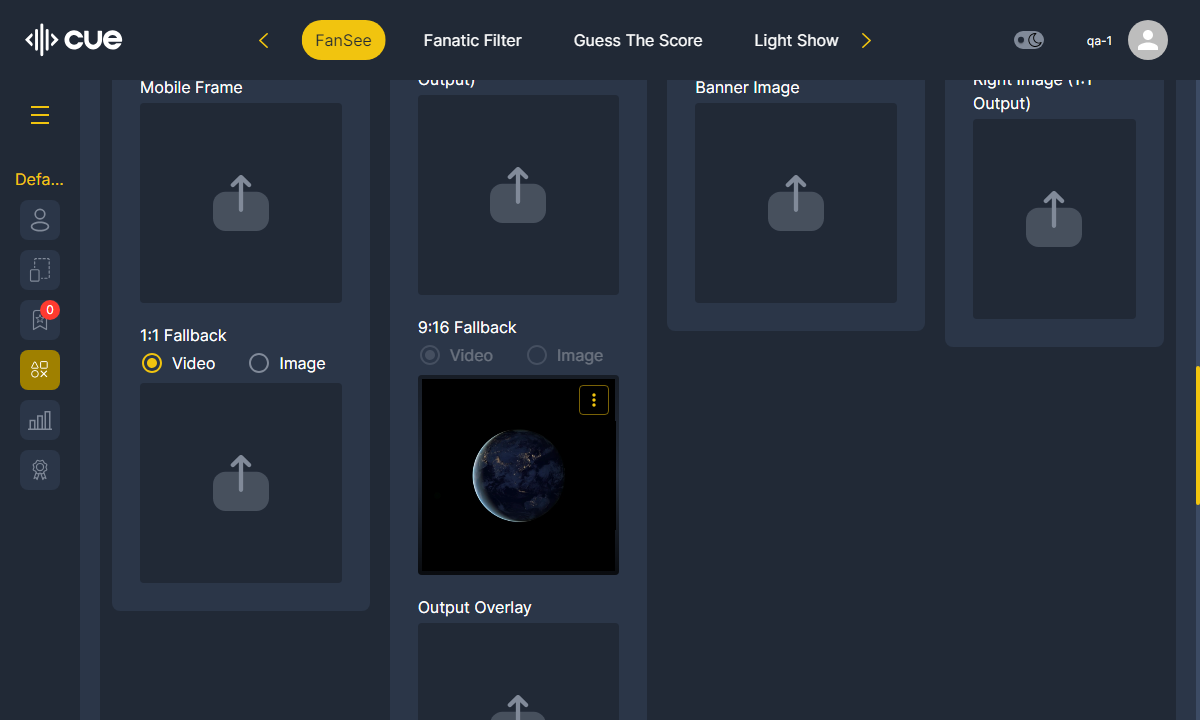 cue
FanSee
Fanatic Filter
Guess The Score
Light Show
qa-1
Defa...
0
Mobile Frame
1:1 Fallback
Video
Image
Output)
9:16 Fallback
Video
Image
Output Overlay
Banner Image
Right Image (1:1
Output)